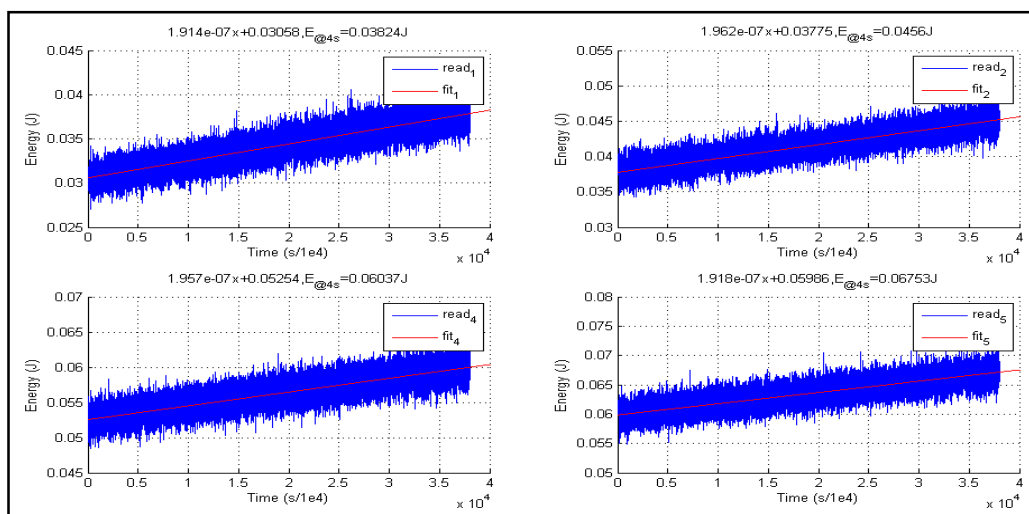 1.914e-07x+0.03058,E@4s=0.03824J
0.045
0.04
0.035
0.03
0.025
Energy (J)
read1
fit1
0 0.5 1 1.5 2 2.5 3 3.5 4
Time (s/1e4)
x 10^4
1.962e-07x+0.03775,E@4s=0.0456J
0.055
0.05
0.045
0.04
0.035
0.03
Energy (J)
read2
fit2
0 0.5 1 1.5 2 2.5 3 3.5 4
Time (s/1e4)
x 10^4
1.957e-07x+0.05254,E@4s=0.06037J
0.07
0.065
0.06
0.055
0.05
0.045
Energy (J)
read4
fit4
0 0.5 1 1.5 2 2.5 3 3.5 4
Time (s/1e4)
x 10^4
1.918e-07x+0.05986,E@4s=0.06753J
0.08
0.075
0.07
0.065
0.06
0.055
0.05
Energy (J)
read5
fit5
0 0.5 1 1.5 2 2.5 3 3.5 4
Time (s/1e4)
x 10^4